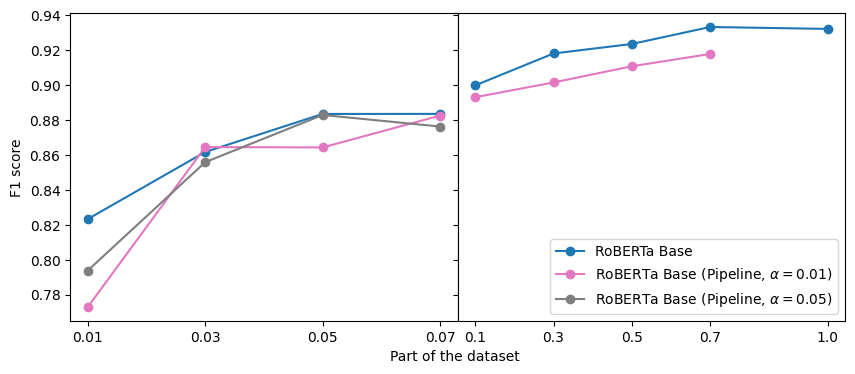 0.94
0.92
0.90
0.88
0.86
0.84
0.82
0.80
0.78
F1 score
0.01 0.03 0.05 0.07 0.1 0.3 0.5 0.7 1.0
Part of the dataset
RoBERTa Base
RoBERTa Base (Pipeline, α = 0.01)
RoBERTa Base (Pipeline, α = 0.05)